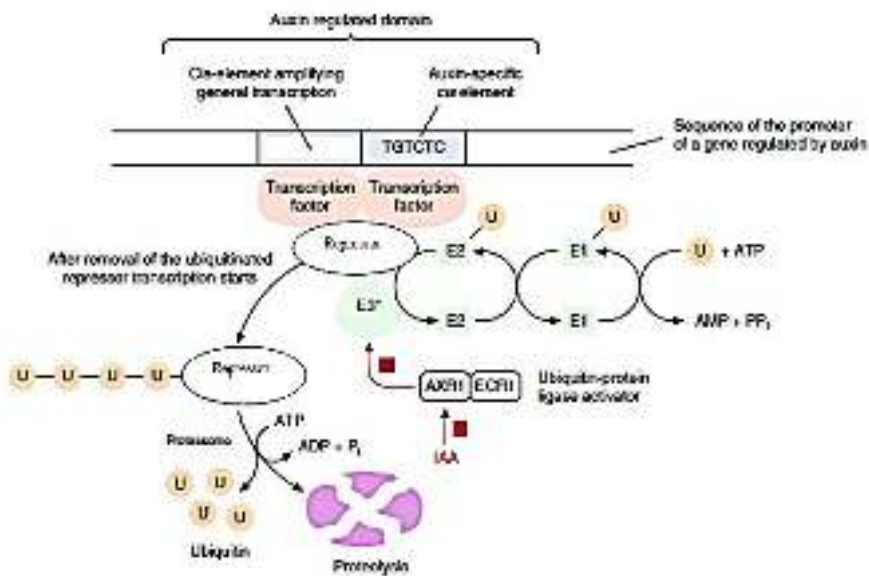 Auxin regulated domain
Cis-element amplifying
general transcription
Auxin-specific
cis element
TGTCTC
Sequence of the promoter
of a gene regulated by auxin
Transcription
factor
Transcription
factor
Repressor
After removal of the ubiquitinated
repressor transcription starts
U
U
E2
E1
U + ATP
E3*
E2
E1
AMP + PPi
U U U U
Repressor
AXR1 ECR1
Ubiquitin-protein
ligase activator
IAA
ATP
Proteasome
ADP + Pi
U
U
U
U
Ubiquitin
Proteolysis